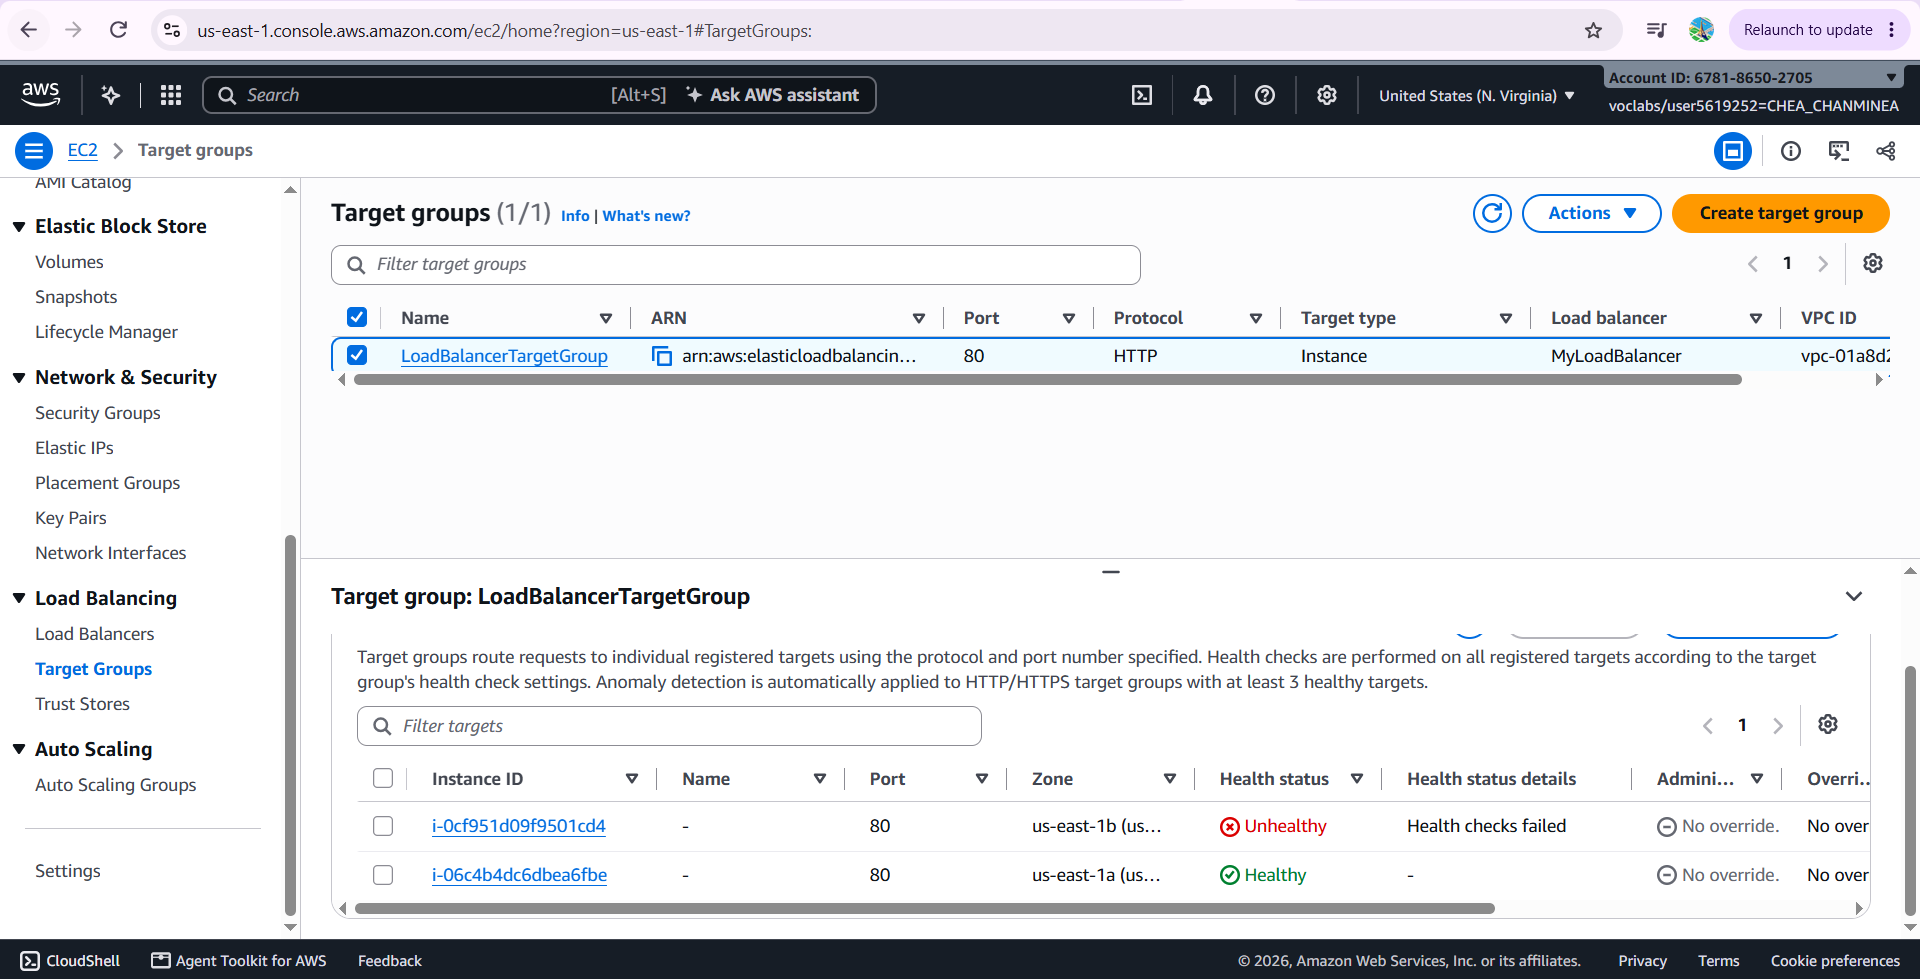 us-east-1.console.aws.amazon.com/ec2/home?region=us-east-1#TargetGroups:
Relaunch to update
aws
Search
[Alt+S]
Ask AWS assistant
United States (N. Virginia)
Account ID: 6781-8650-2705
voclabs/user5619252=CHEA_CHANMINEA
EC2
Target groups
AMI Catalog
Elastic Block Store
Volumes
Snapshots
Lifecycle Manager
Network & Security
Security Groups
Elastic IPs
Placement Groups
Key Pairs
Network Interfaces
Load Balancing
Load Balancers
Target Groups
Trust Stores
Auto Scaling
Auto Scaling Groups
Settings
Target groups (1/1) Info | What's new?
Actions
Create target group
Filter target groups
1
Name ARN Port Protocol Target type Load balancer VPC ID
LoadBalancerTargetGroup arn:aws:elasticloadbalancin... 80 HTTP Instance MyLoadBalancer vpc-01a8d2
Target group: LoadBalancerTargetGroup
Target groups route requests to individual registered targets using the protocol and port number specified. Health checks are performed on all registered targets according to the target
group's health check settings. Anomaly detection is automatically applied to HTTP/HTTPS target groups with at least 3 healthy targets.
Filter targets
1
Instance ID Name Port Zone Health status Health status details Admini... Overri...
i-0cf951d09f9501cd4 - 80 us-east-1b (us... Unhealthy Health checks failed No override. No over
i-06c4b4dc6dbea6fbe - 80 us-east-1a (us... Healthy - No override. No over
CloudShell
Agent Toolkit for AWS
Feedback
© 2026, Amazon Web Services, Inc. or its affiliates.
Privacy
Terms
Cookie preferences